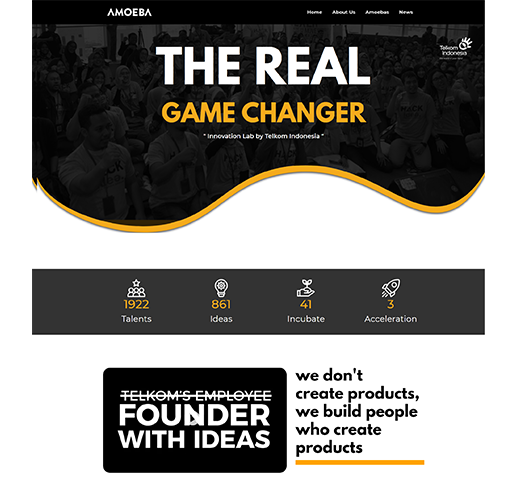 AMOEBA
Home About Us Amoebas News
Telkom
Indonesia
THE REAL
GAME CHANGER
" Innovation Lab by Telkom Indonesia "
1922 861 41 3
Talents Ideas Incubate Acceleration
TELKOM'S EMPLOYEE
FOUNDER
WITH IDEAS
we don't
create products,
we build people
who create
products